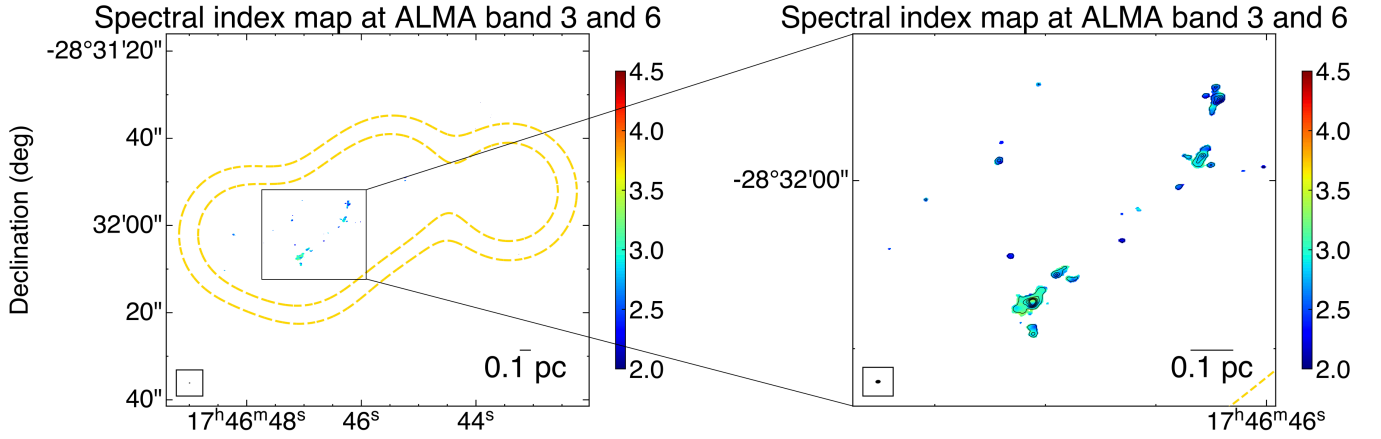 Spectral index map at ALMA band 3 and 6
Spectral index map at ALMA band 3 and 6
Declination (deg)
-28°31'20"
40"
32'00"
20"
40"
17ʰ46ᵐ48ˢ
46ˢ
44ˢ
0.1 pc
4.5
4.0
3.5
3.0
2.5
2.0
-28°32'00"
17ʰ46ᵐ46ˢ
0.1 pc
4.5
4.0
3.5
3.0
2.5
2.0